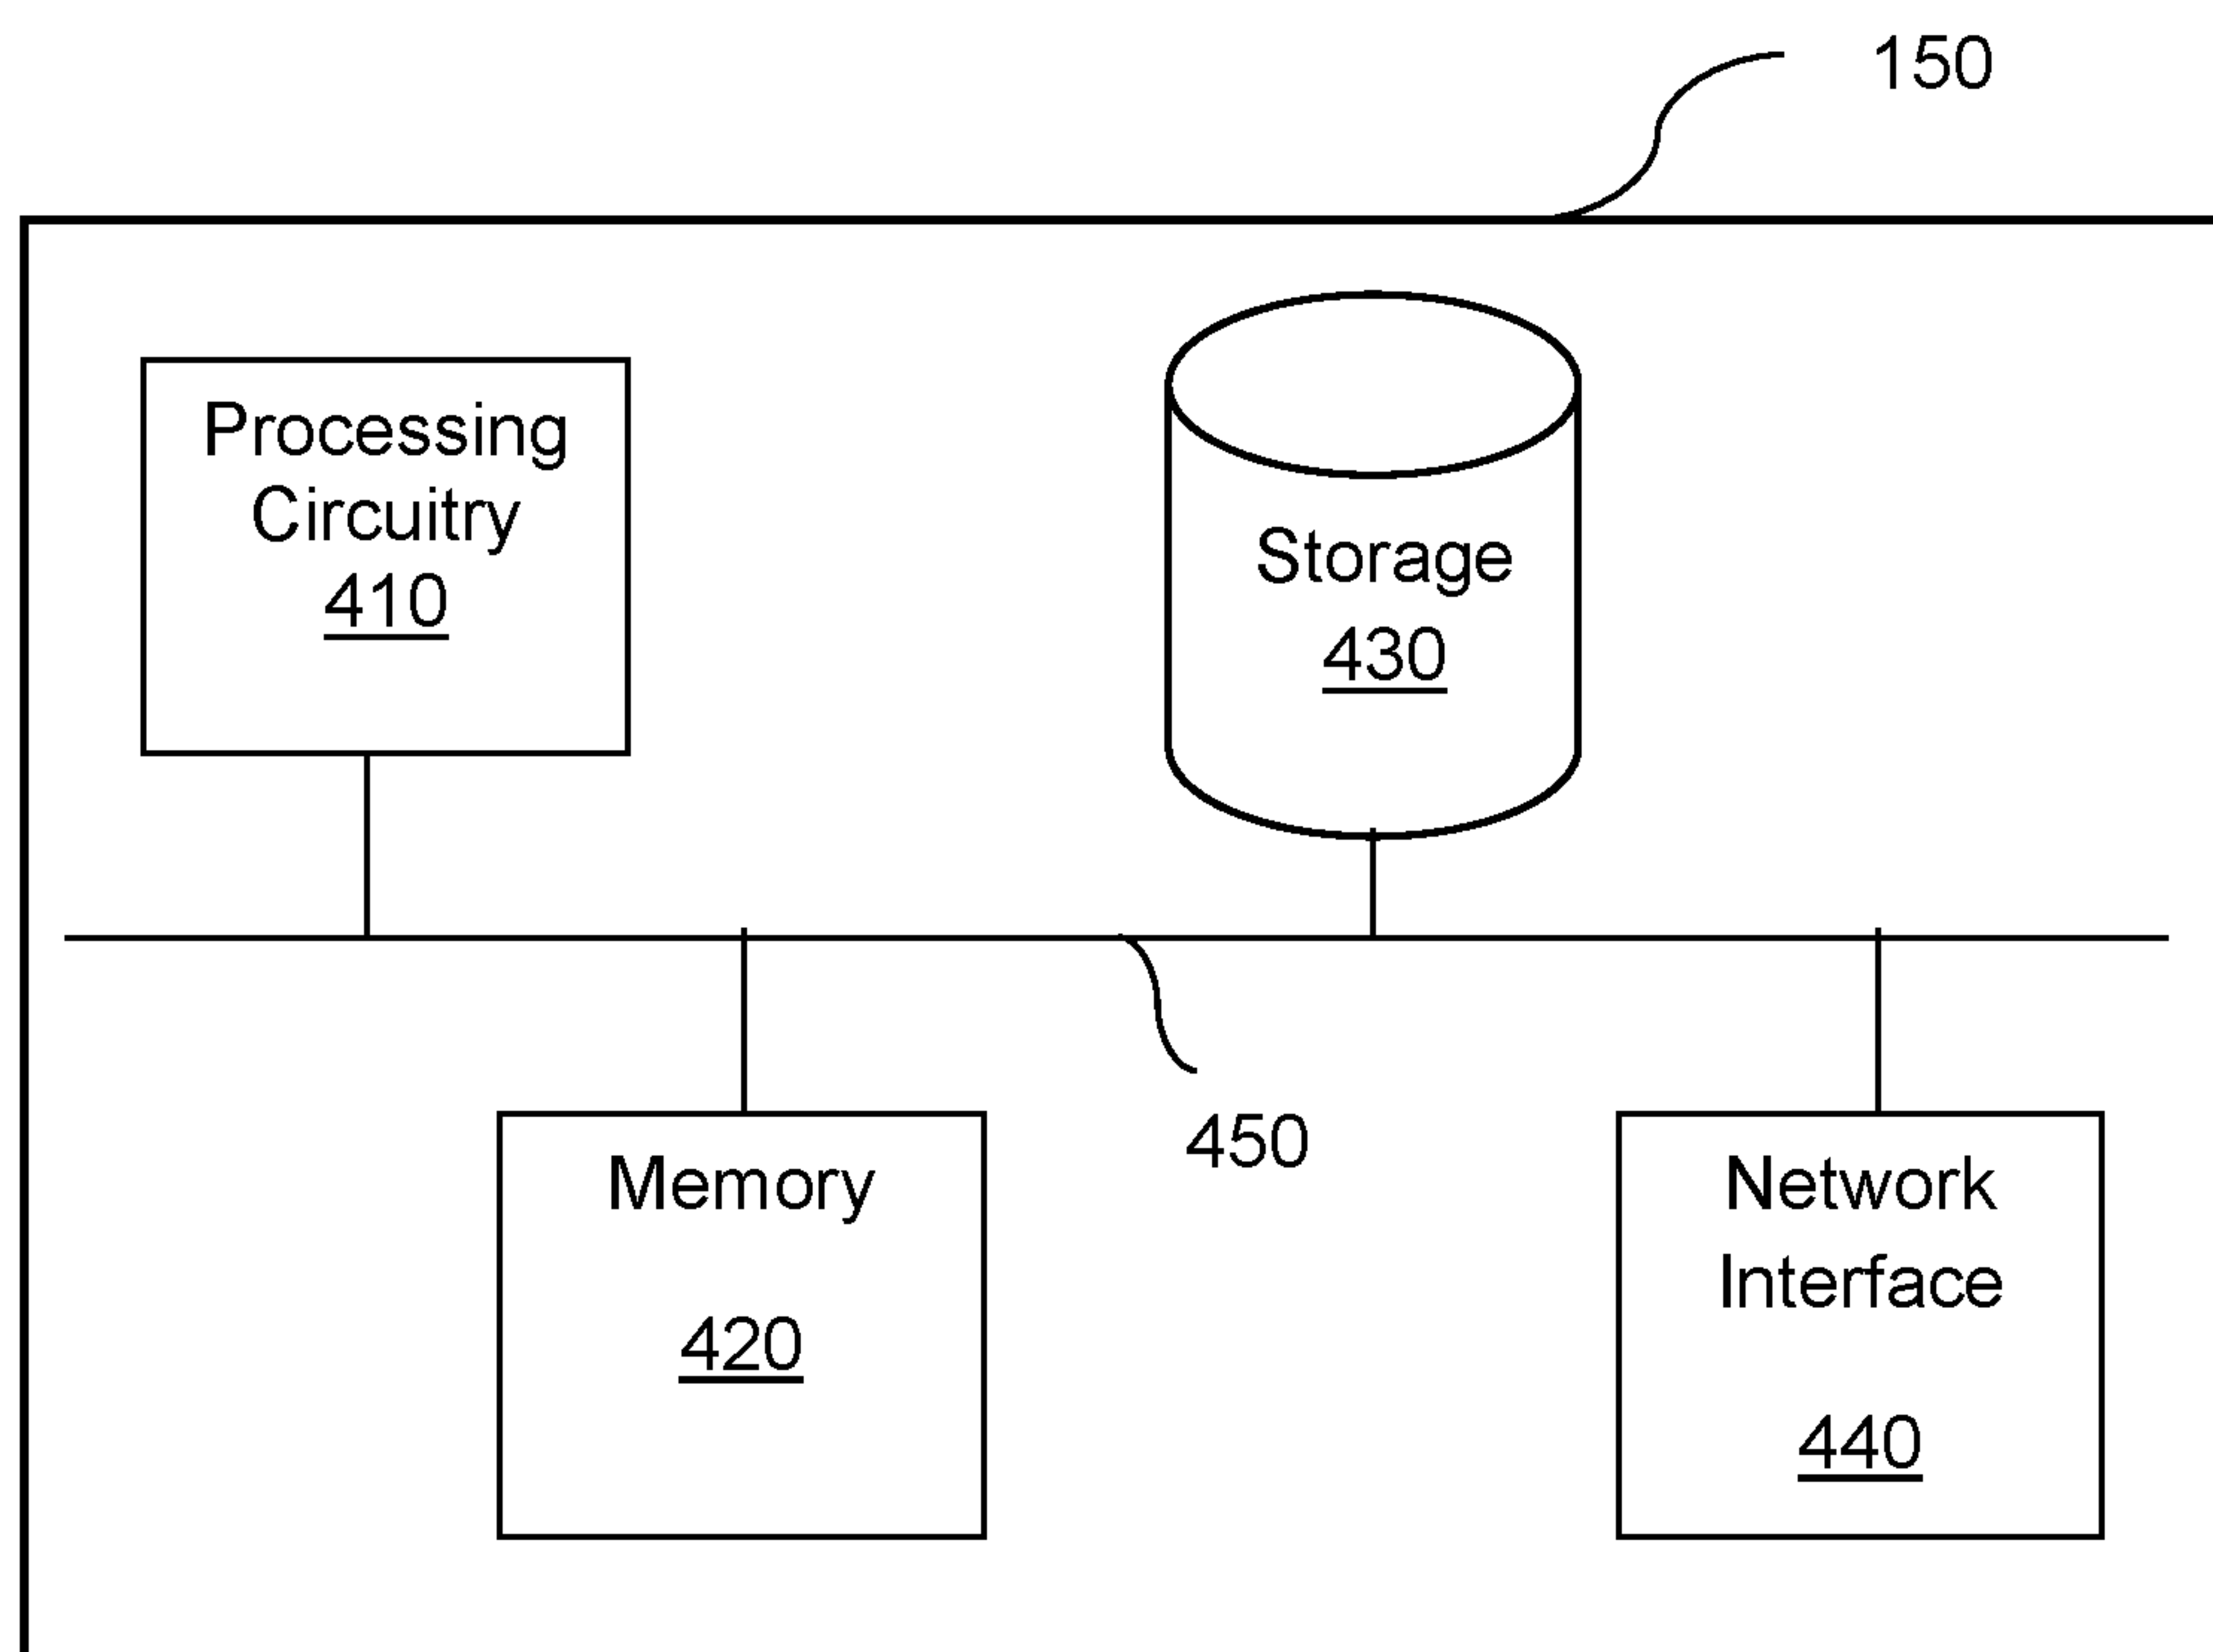 150
Processing
Circuitry
410
Storage
430
450
Memory
420
Network
Interface
440